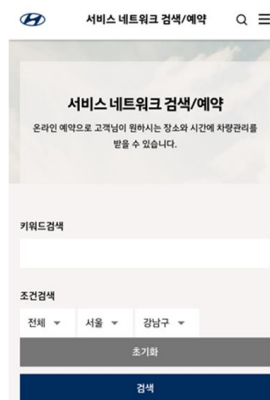 서비스 네트워크 검색/예약
서비스 네트워크 검색/예약
온라인 예약으로 고객님이 원하시는 장소와 시간에 차량관리를
받을 수 있습니다.
키워드검색
조건검색
전체 서울 강남구
초기화
검색